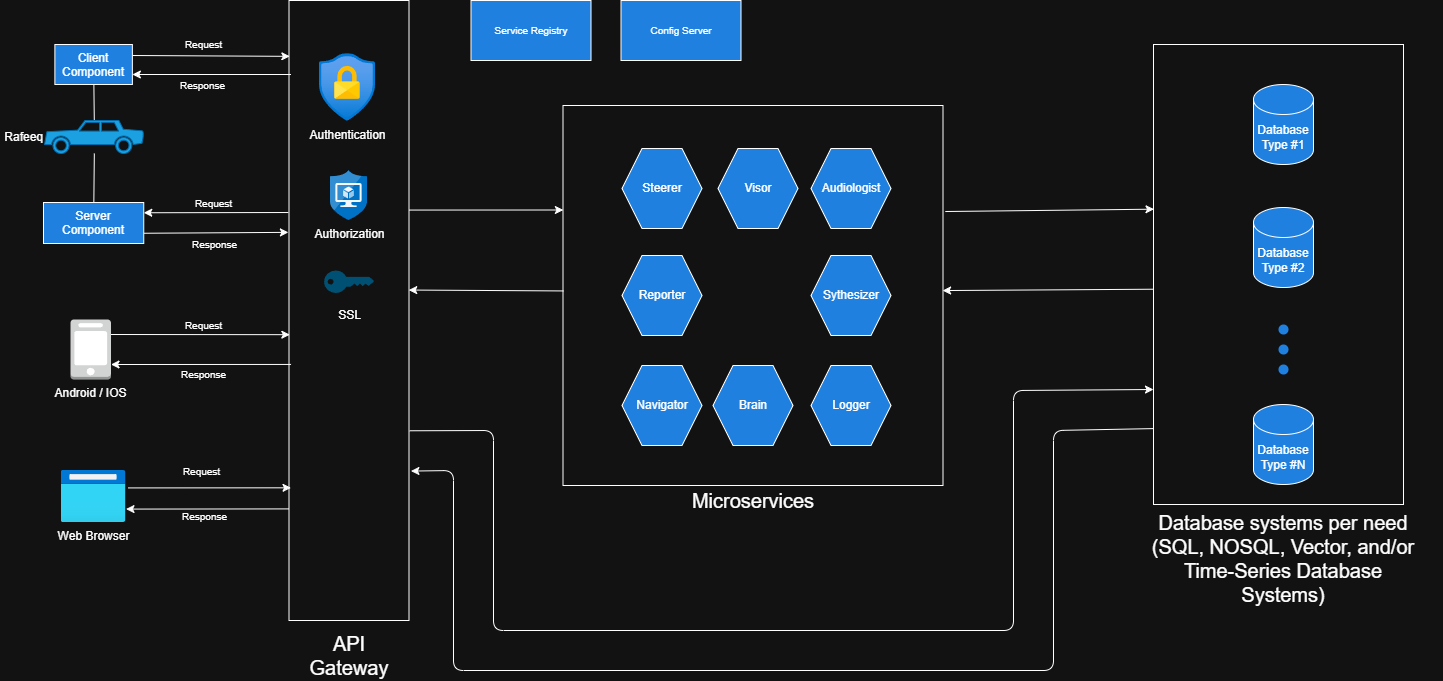 Service Registry
Config Server
Client
Component
Request
Response
Rafeeq
Server
Component
Request
Response
Android / IOS
Request
Response
Web Browser
Request
Response
Authentication
Authorization
SSL
API
Gateway
Steerer
Visor
Audiologist
Reporter
Sythesizer
Navigator
Brain
Logger
Microservices
Database
Type #1
Database
Type #2
Database
Type #N
Database systems per need
(SQL, NOSQL, Vector, and/or
Time-Series Database
Systems)